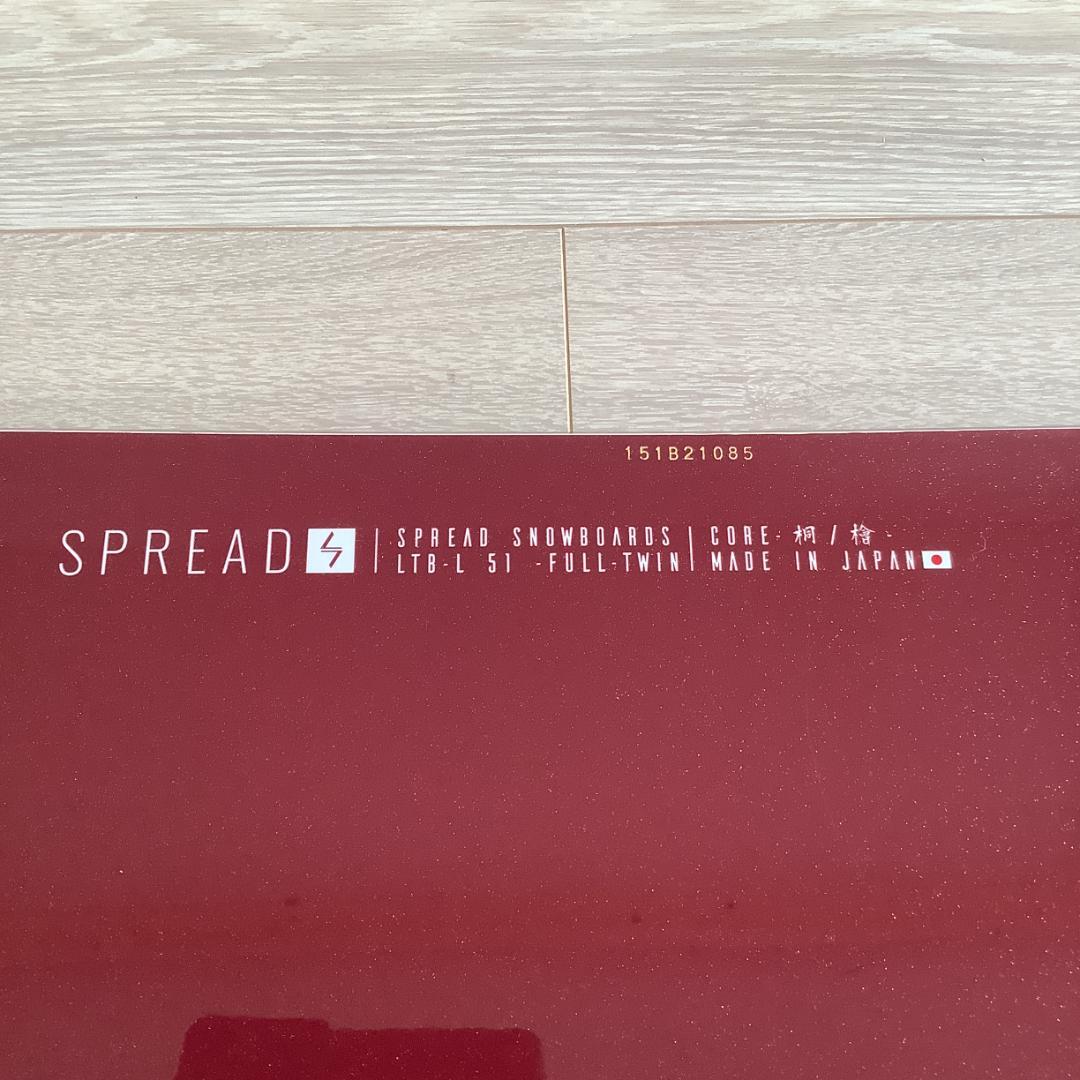 151B21085
SPREAD
SPREAD SNOWBOARDS
LTB-L 51 -FULL-TWIN
CORE- 桐/檜 -
MADE IN JAPAN